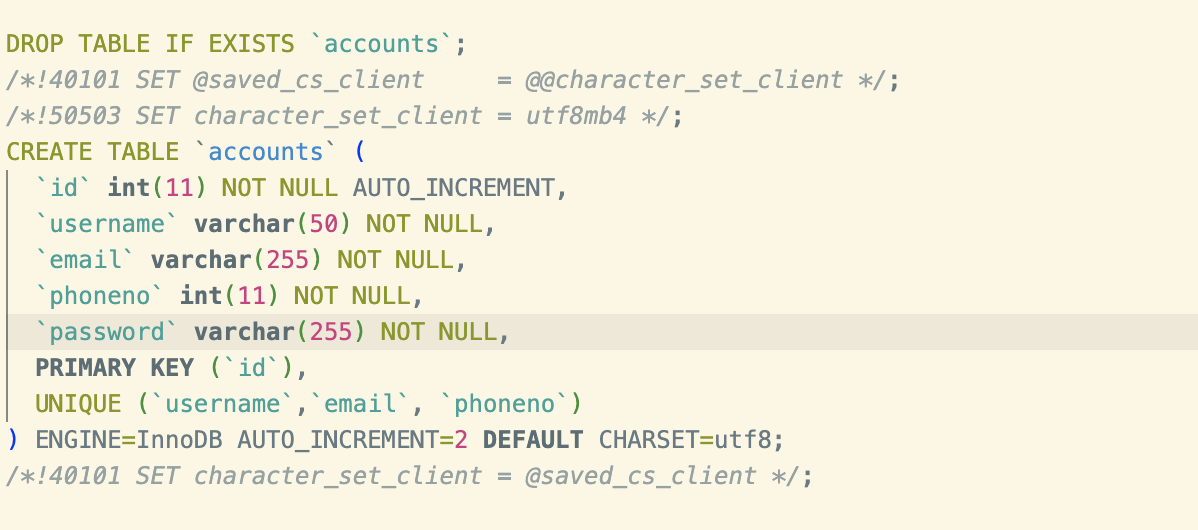 DROP TABLE IF EXISTS `accounts`;
/*!40101 SET @saved_cs_client     = @@character_set_client */;
/*!50503 SET character_set_client = utf8mb4 */;
CREATE TABLE `accounts` (
  `id` int(11) NOT NULL AUTO_INCREMENT,
  `username` varchar(50) NOT NULL,
  `email` varchar(255) NOT NULL,
  `phoneno` int(11) NOT NULL,
  `password` varchar(255) NOT NULL,
  PRIMARY KEY (`id`),
  UNIQUE (`username`,`email`, `phoneno`)
) ENGINE=InnoDB AUTO_INCREMENT=2 DEFAULT CHARSET=utf8;
/*!40101 SET character_set_client = @saved_cs_client */;